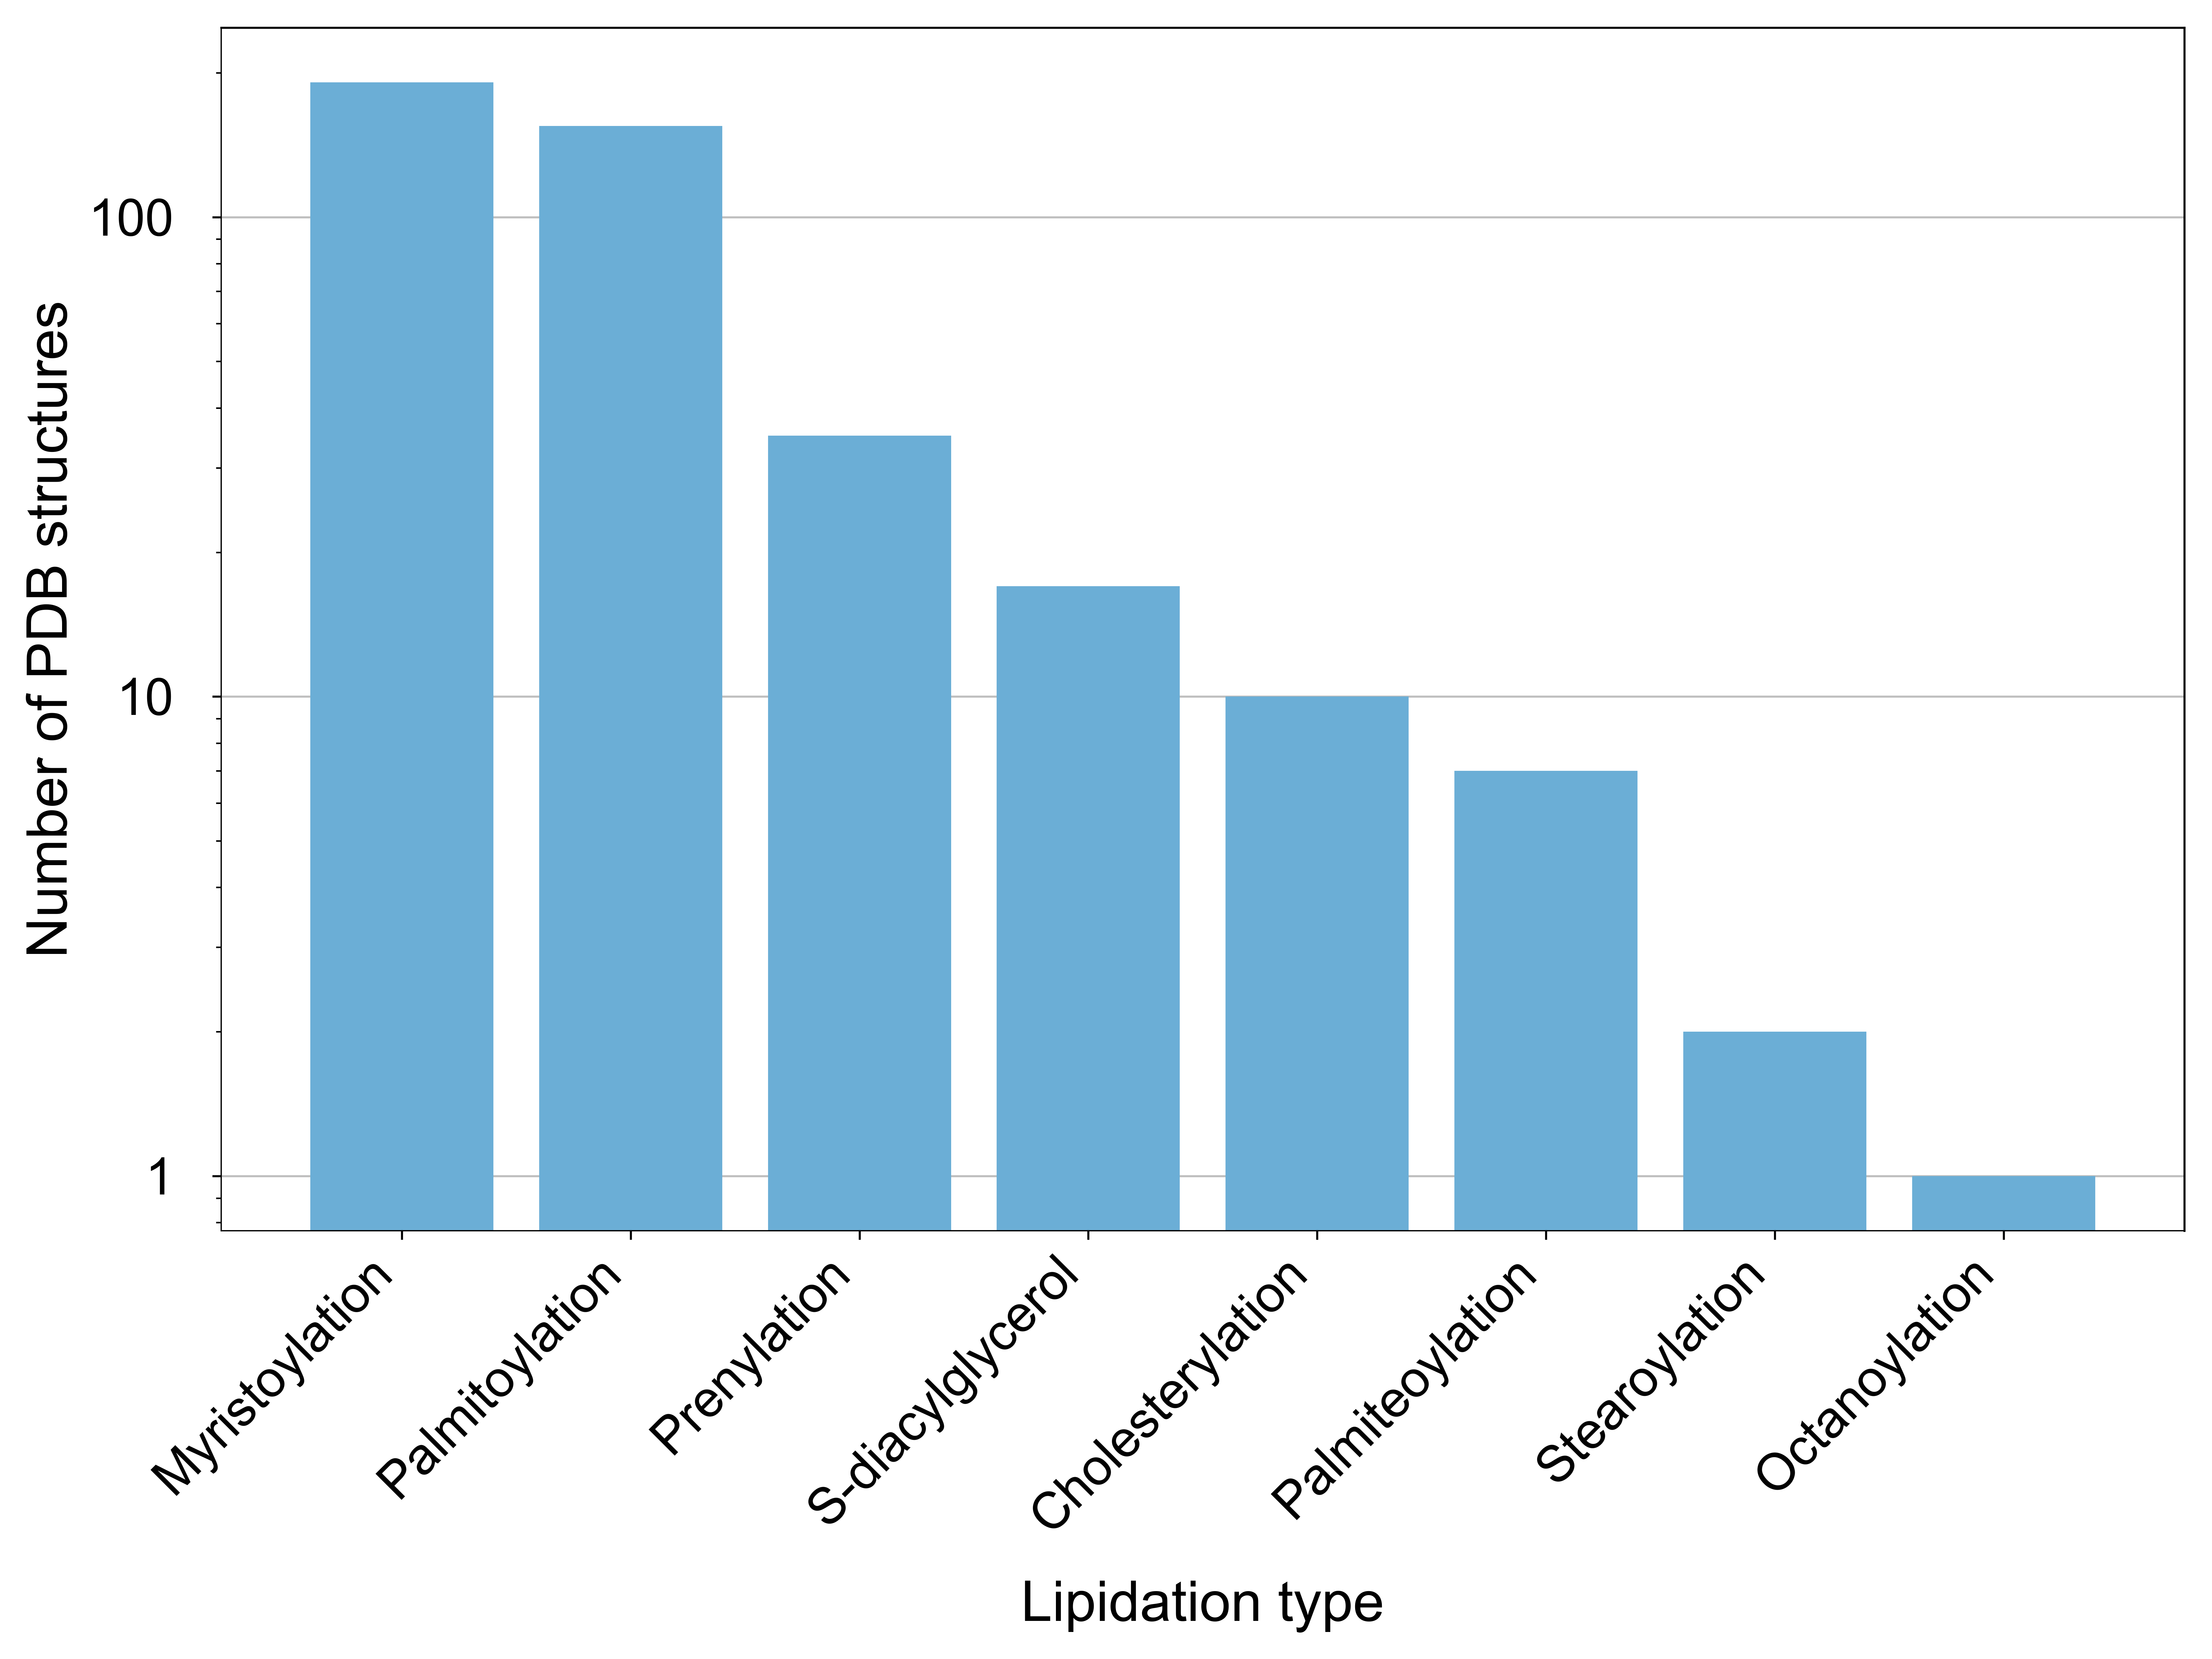 Number of PDB structures
100
10
1
Myristoylation
Palmitoylation
Prenylation
S-diacylglycerol
Cholesterylation
Palmiteoylation
Stearoylation
Octanoylation
Lipidation type